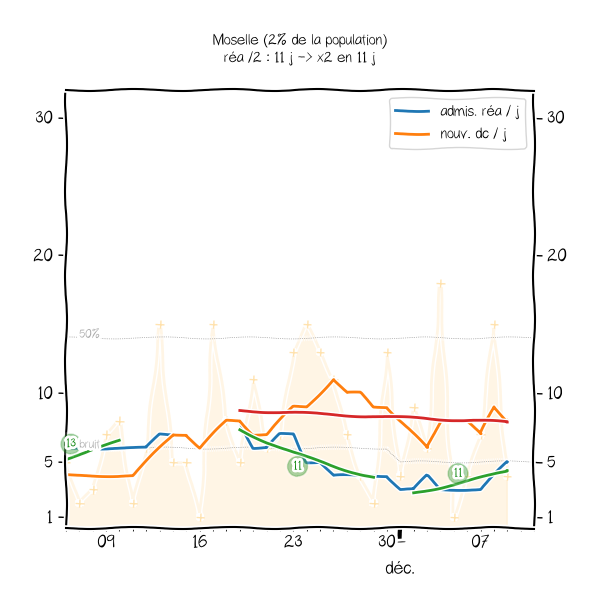 Moselle (2% de la population)
réa /2 : 11 j -> x2 en 11 j
admis. réa / j
nouv. dc / j
30 30
20 20
50%
10 10
13 bruit
11 11
5 5
1 1
09 16 23 30 07
déc.